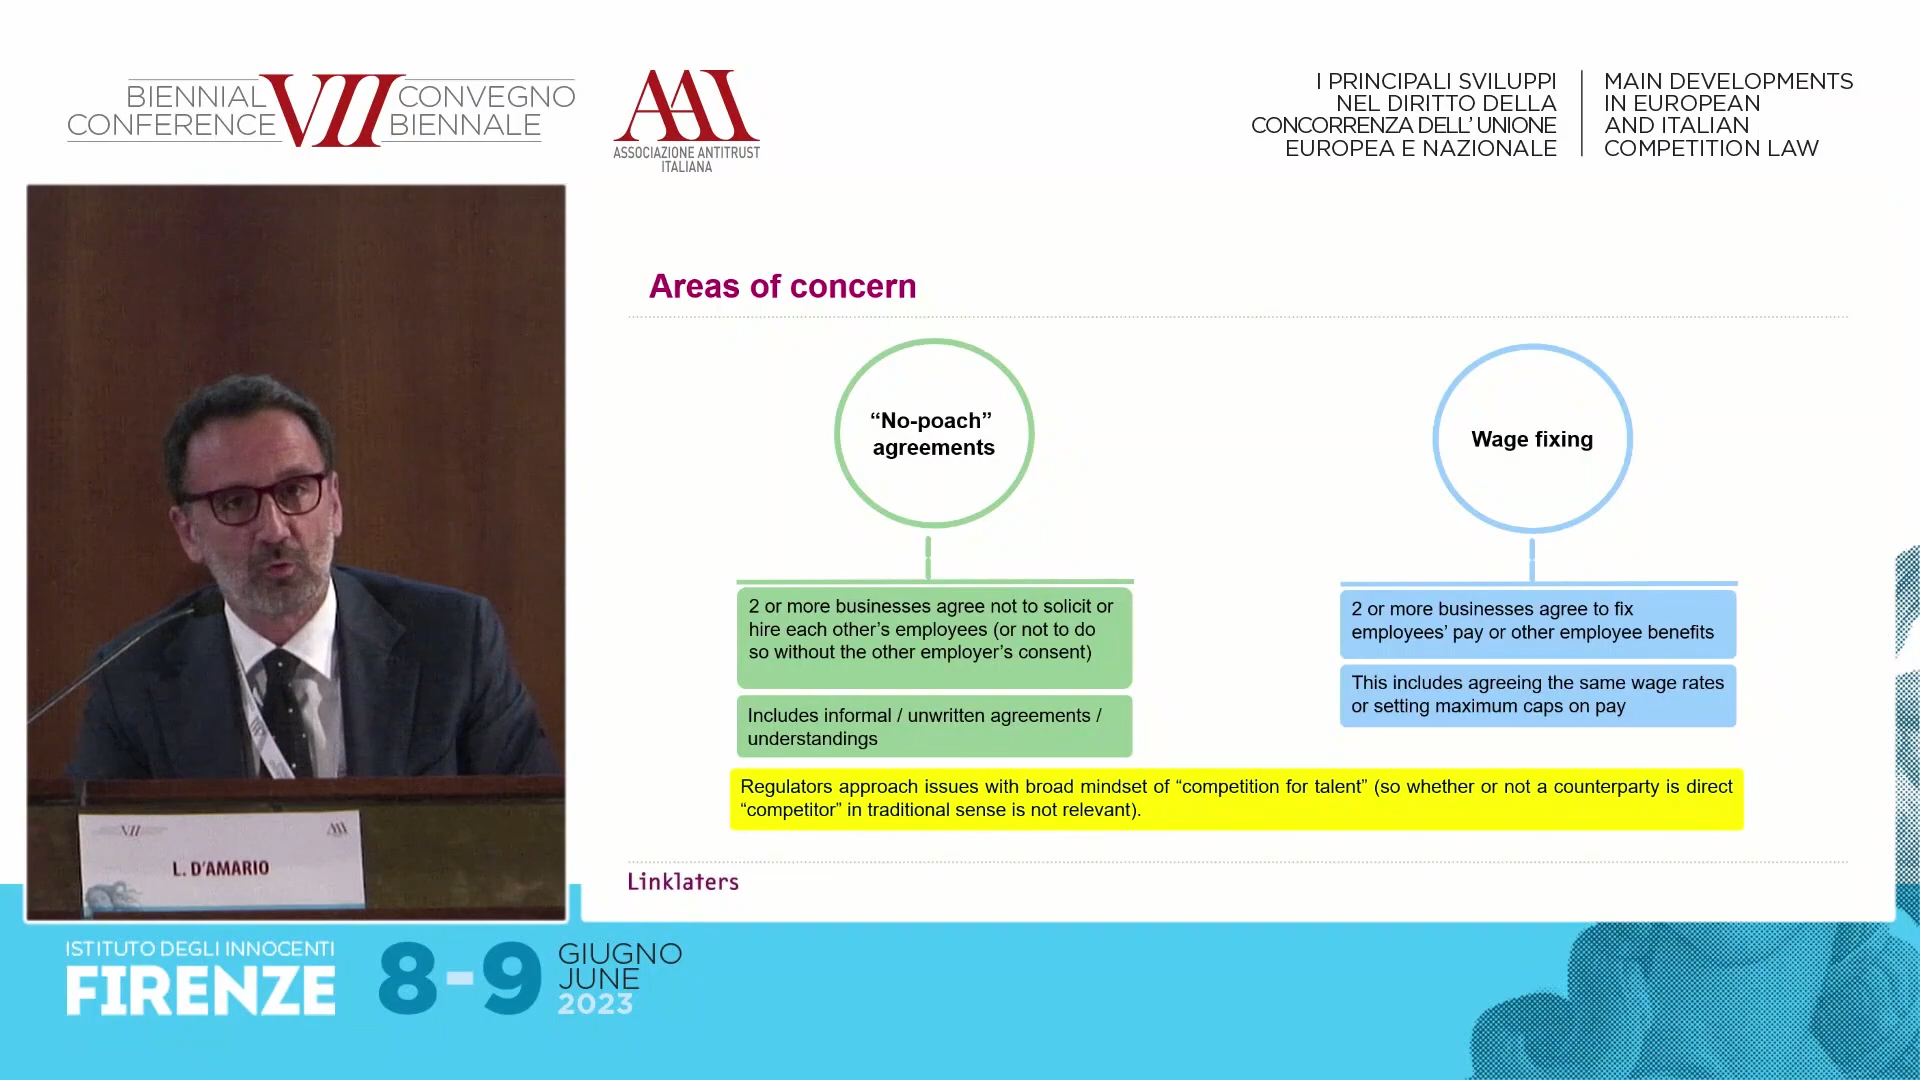 BIENNIAL
CONFERENCE
VII
CONVEGNO
BIENNALE
AAI
ASSOCIAZIONE ANTITRUST
ITALIANA
I PRINCIPALI SVILUPPI
NEL DIRITTO DELLA
CONCORRENZA DELL' UNIONE
EUROPEA E NAZIONALE
MAIN DEVELOPMENTS
IN EUROPEAN
AND ITALIAN
COMPETITION LAW
Areas of concern
“No-poach”
agreements
2 or more businesses agree not to solicit or
hire each other’s employees (or not to do
so without the other employer’s consent)
Includes informal / unwritten agreements /
understandings
Wage fixing
2 or more businesses agree to fix
employees’ pay or other employee benefits
This includes agreeing the same wage rates
or setting maximum caps on pay
Regulators approach issues with broad mindset of “competition for talent” (so whether or not a counterparty is direct
“competitor” in traditional sense is not relevant).
Linklaters
VII
AAI
L. D'AMARIO
ISTITUTO DEGLI INNOCENTI
FIRENZE
8-9
GIUGNO
JUNE
2023